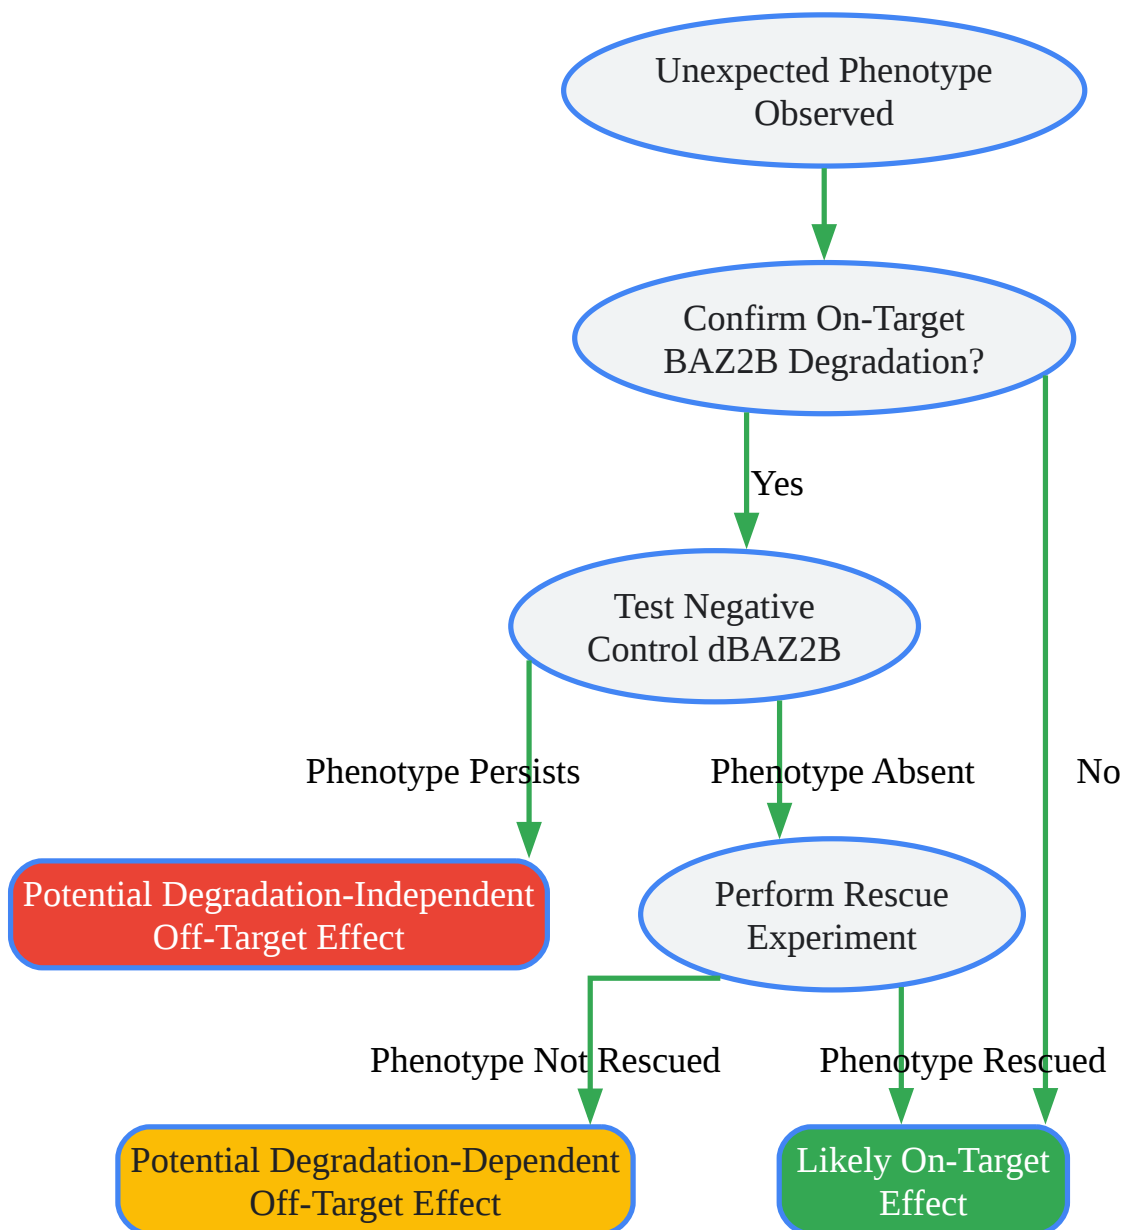 Unexpected Phenotype
Observed
Confirm On-Target
BAZ2B Degradation?
Yes
Test Negative
Control dBAZ2B
Phenotype Persists
Phenotype Absent
No
Potential Degradation-Independent
Off-Target Effect
Perform Rescue
Experiment
Phenotype Not Rescued
Phenotype Rescued
Potential Degradation-Dependent
Off-Target Effect
Likely On-Target
Effect